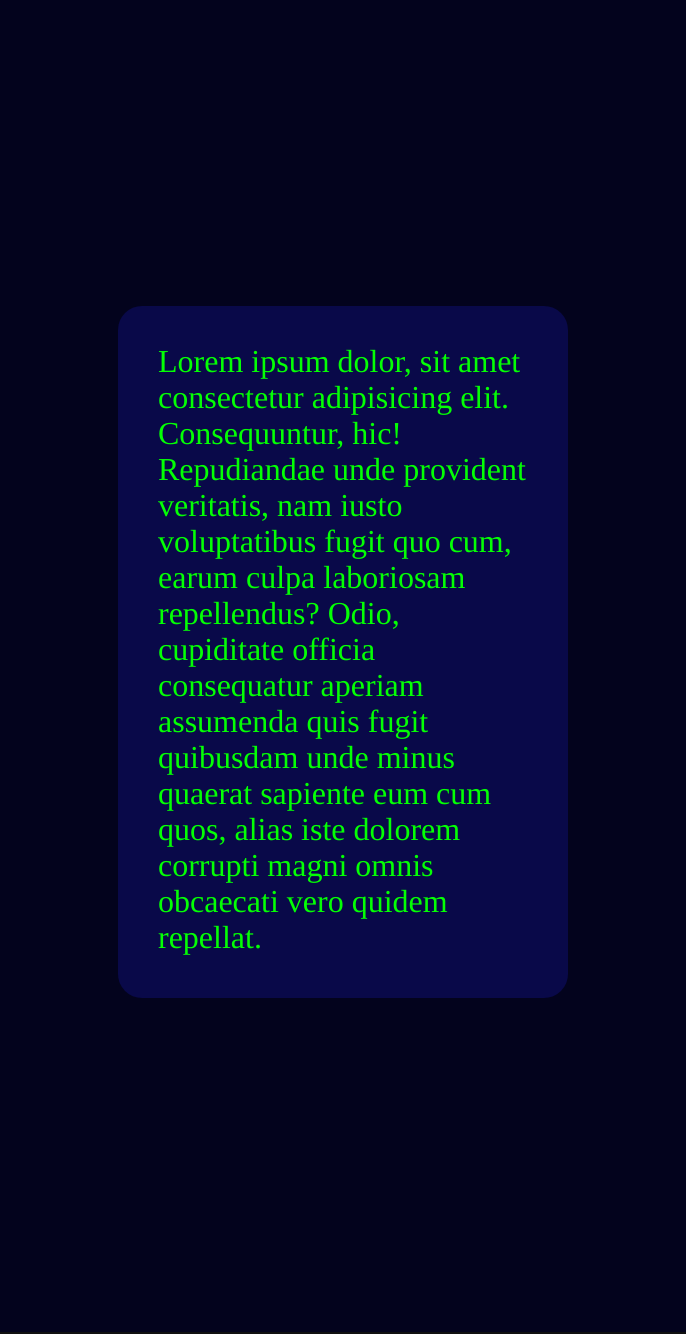 Lorem ipsum dolor, sit amet
consectetur adipisicing elit.
Consequuntur, hic!
Repudiandae unde provident
veritatis, nam iusto
voluptatibus fugit quo cum,
earum culpa laboriosam
repellendus? Odio,
cupiditate officia
consequatur aperiam
assumenda quis fugit
quibusdam unde minus
quaerat sapiente eum cum
quos, alias iste dolorem
corrupti magni omnis
obcaecati vero quidem
repellat.